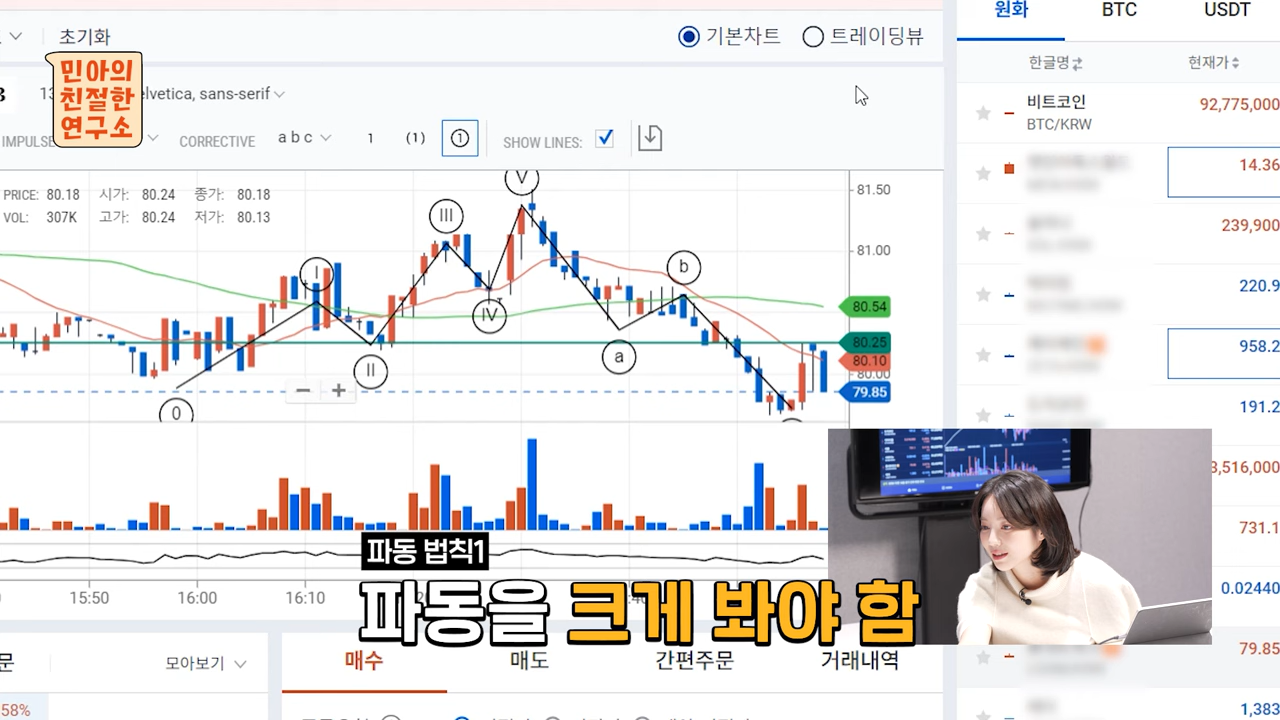 초기화
기본차트
트레이딩뷰
원화
BTC
USDT
민아의
친절한
연구소
3
13
elvetica, sans-serif
한글명
현재가
IMPULSE
CORRECTIVE
a b c
1
(1)
1
SHOW LINES:
비트코인
BTC/KRW
92,775,000
14.36
239,900
220.9
958.2
191.2
3,516,000
731.1
0.02440
79.85
1,383
PRICE: 80.18 시가: 80.24 종가: 80.18
VOL: 307K 고가: 80.24 저가: 80.13
0
I
II
III
IV
V
a
b
81.50
81.00
80.54
80.25
80.10
80.00
79.85
파동 법칙1
파동을 크게 봐야 함
15:50
16:00
16:10
모아보기
매수
매도
간편주문
거래내역
58%